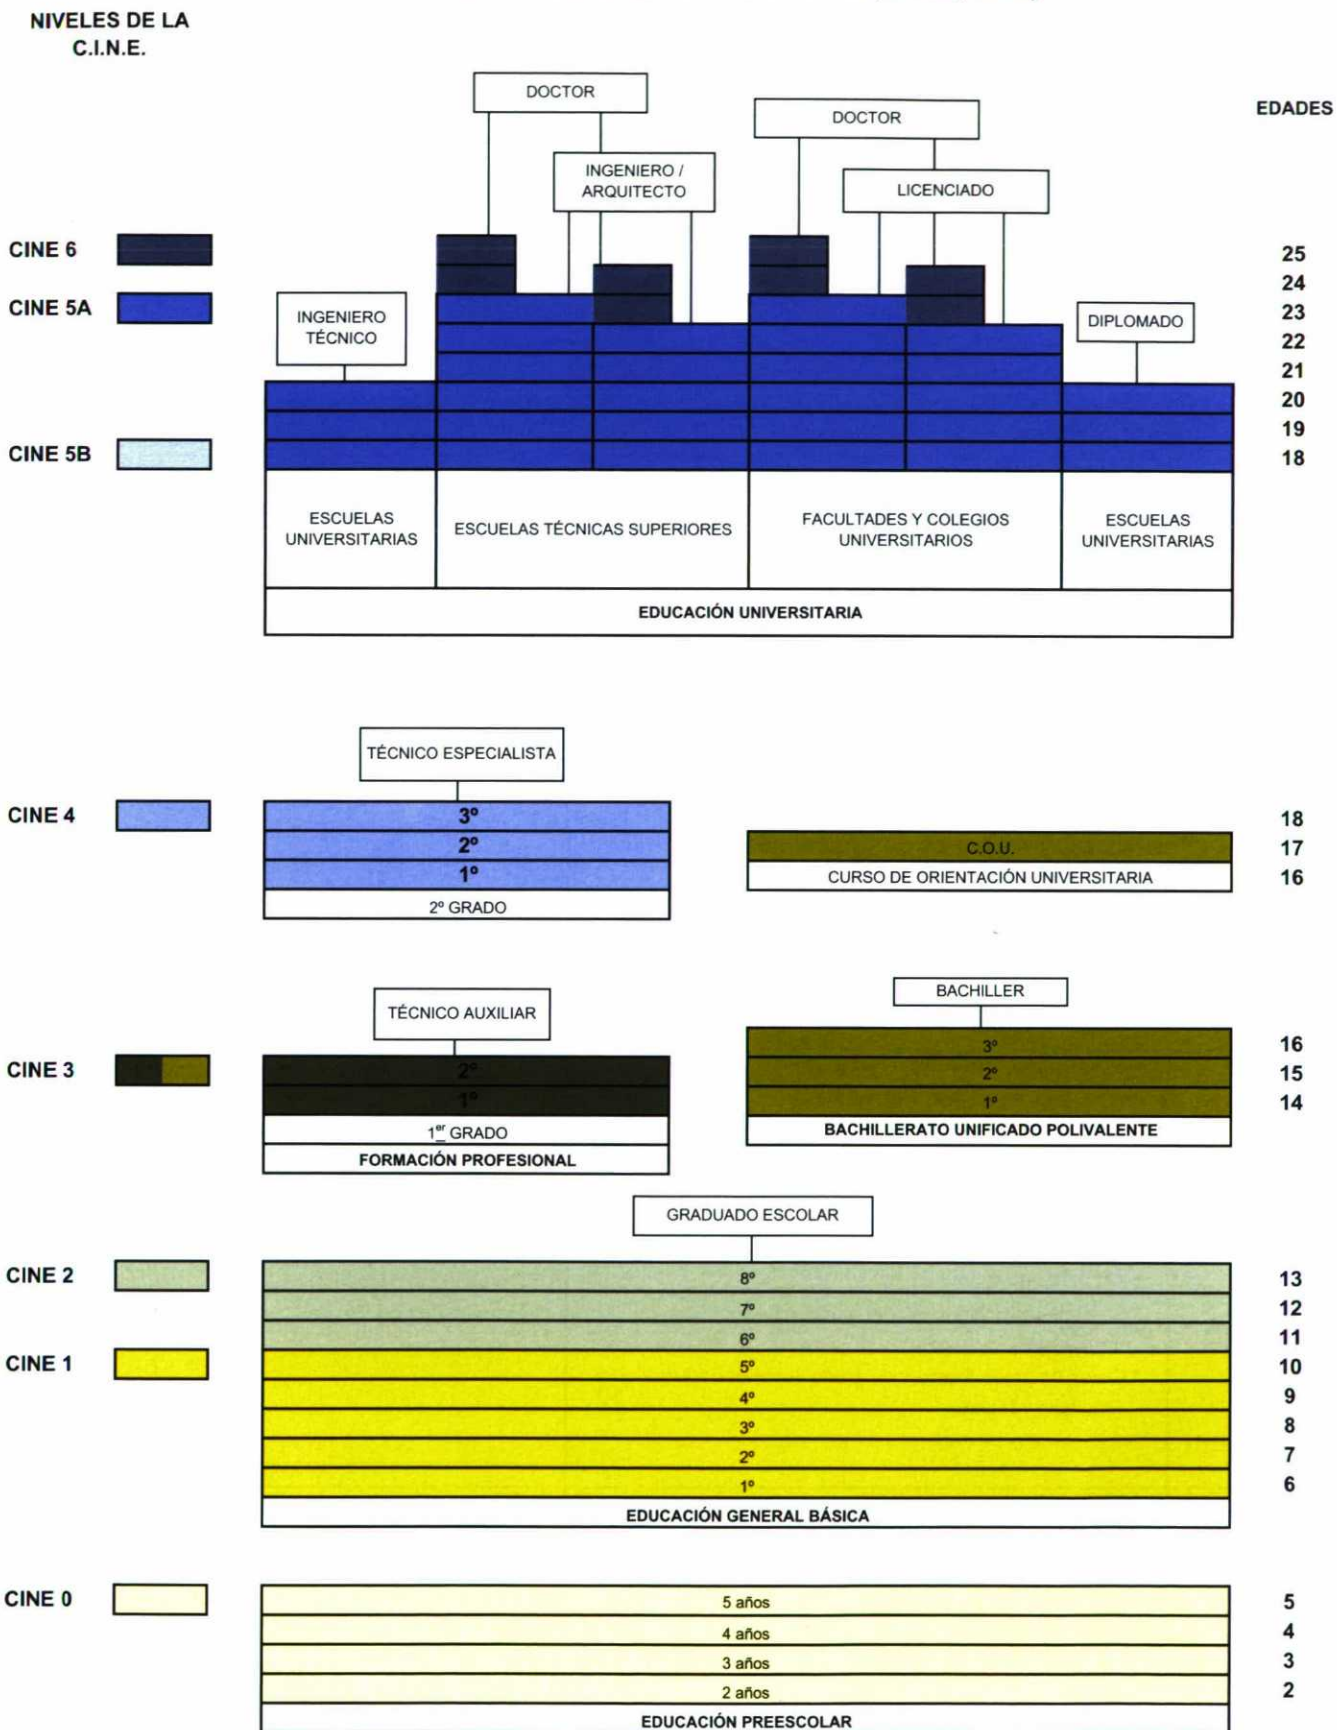 NIVELES DE LA
C.I.N.E.
EDADES
DOCTOR
DOCTOR
INGENIERO /
ARQUITECTO
LICENCIADO
CINE 6
25
24
CINE 5A
23
INGENIERO
TÉCNICO
DIPLOMADO
22
21
20
19
CINE 5B
18
ESCUELAS
UNIVERSITARIAS
ESCUELAS TÉCNICAS SUPERIORES
FACULTADES Y COLEGIOS
UNIVERSITARIOS
ESCUELAS
UNIVERSITARIAS
EDUCACIÓN UNIVERSITARIA
TÉCNICO ESPECIALISTA
CINE 4
3º
18
2º
C.O.U.
17
1º
CURSO DE ORIENTACIÓN UNIVERSITARIA
16
2º GRADO
TÉCNICO AUXILIAR
BACHILLER
3º
16
CINE 3
2º
2º
15
1º
1º
14
1er GRADO
BACHILLERATO UNIFICADO POLIVALENTE
FORMACIÓN PROFESIONAL
GRADUADO ESCOLAR
CINE 2
8º
13
7º
12
6º
11
CINE 1
5º
10
4º
9
3º
8
2º
7
1º
6
EDUCACIÓN GENERAL BÁSICA
CINE 0
5 años
5
4 años
4
3 años
3
2 años
2
EDUCACIÓN PREESCOLAR